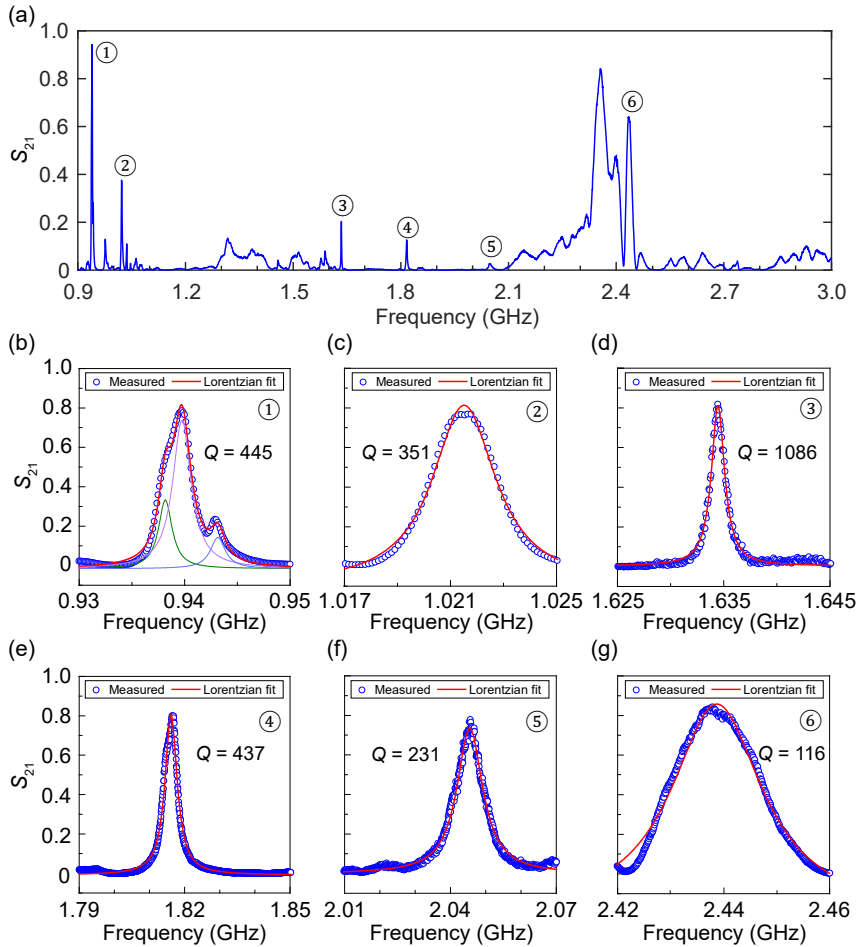 (a)
1.0
0.8
0.6
0.4
0.2
0
S21
① ② ③ ④ ⑤ ⑥
0.9 1.2 1.5 1.8 2.1 2.4 2.7 3.0
Frequency (GHz)
(b)
1.0
0.8
0.6
0.4
0.2
0
S21
Measured Lorentzian fit
①
Q = 445
0.93 0.94 0.95
Frequency (GHz)
(c)
Measured Lorentzian fit
②
Q = 351
1.017 1.021 1.025
Frequency (GHz)
(d)
Measured Lorentzian fit
③
Q = 1086
1.625 1.635 1.645
Frequency (GHz)
(e)
1.0
0.8
0.6
0.4
0.2
0
S21
Measured Lorentzian fit
④
Q = 437
1.79 1.82 1.85
Frequency (GHz)
(f)
Measured Lorentzian fit
⑤
Q = 231
2.01 2.04 2.07
Frequency (GHz)
(g)
Measured Lorentzian fit
⑥
Q = 116
2.42 2.44 2.46
Frequency (GHz)